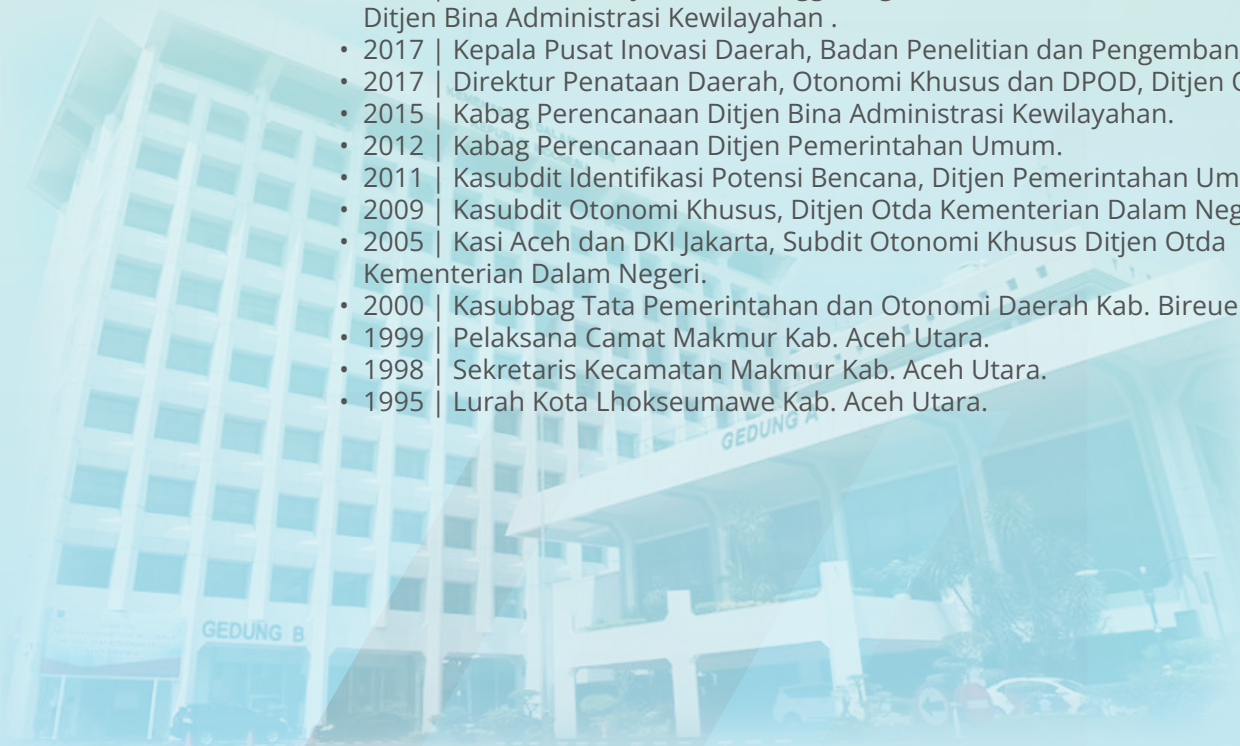 Ditjen Bina Administrasi Kewilayahan .
• 2017 | Kepala Pusat Inovasi Daerah, Badan Penelitian dan Pengemban
• 2017 | Direktur Penataan Daerah, Otonomi Khusus dan DPOD, Ditjen O
• 2015 | Kabag Perencanaan Ditjen Bina Administrasi Kewilayahan.
• 2012 | Kabag Perencanaan Ditjen Pemerintahan Umum.
• 2011 | Kasubdit Identifikasi Potensi Bencana, Ditjen Pemerintahan Um
• 2009 | Kasubdit Otonomi Khusus, Ditjen Otda Kementerian Dalam Neg
• 2005 | Kasi Aceh dan DKI Jakarta, Subdit Otonomi Khusus Ditjen Otda
Kementerian Dalam Negeri.
• 2000 | Kasubbag Tata Pemerintahan dan Otonomi Daerah Kab. Bireue
• 1999 | Pelaksana Camat Makmur Kab. Aceh Utara.
• 1998 | Sekretaris Kecamatan Makmur Kab. Aceh Utara.
• 1995 | Lurah Kota Lhokseumawe Kab. Aceh Utara.
GEDUNG A
GEDUNG B